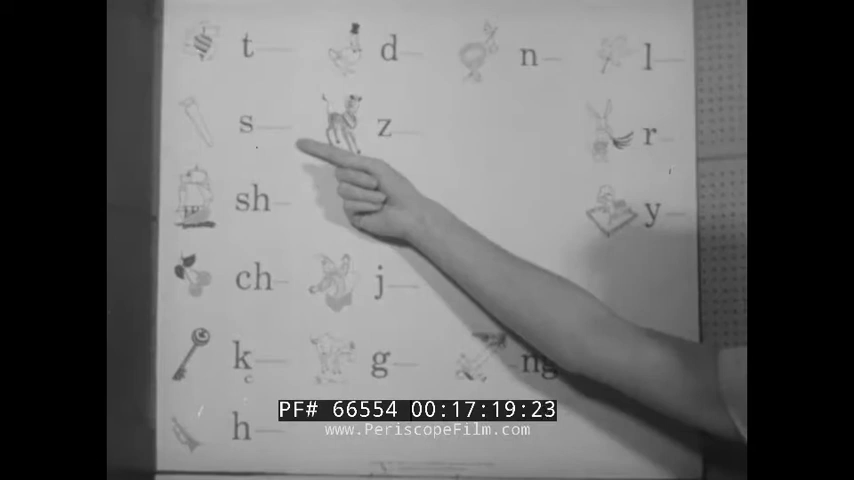 t d n l
s z r
sh y
ch j
k g ng
c
h
PF# 66554 00:17:19:23
www.PeriscopeFilm.com